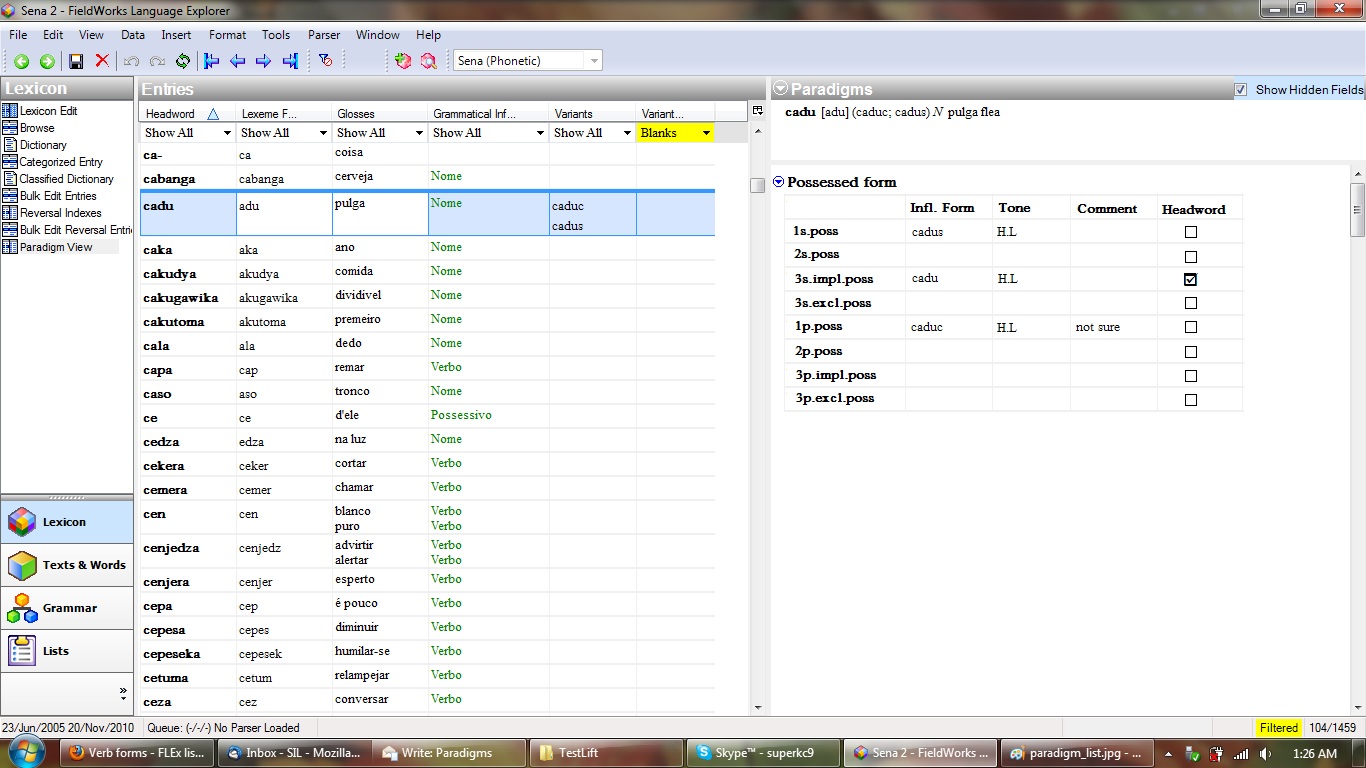 Sena 2 - FieldWorks Language Explorer
File Edit View Data Insert Format Tools Parser Window Help
Sena (Phonetic)
Lexicon
Lexicon Edit
Browse
Dictionary
Categorized Entry
Classified Dictionary
Bulk Edit Entries
Reversal Indexes
Bulk Edit Reversal Entri
Paradigm View
Lexicon
Texts & Words
Grammar
Lists
»
Entries
Headword Lexeme F... Glosses Grammatical Inf... Variants Variant...
Show All Show All Show All Show All Show All Blanks
ca- ca coisa
cabanga cabanga cerveja Nome
cadu adu pulga Nome caduc
cadus
caka aka ano Nome
cakudya akudya comida Nome
cakugawika akugawika dividível Nome
cakutoma akutoma premeiro Nome
cala ala dedo Nome
capa cap remar Verbo
caso aso tronco Nome
ce ce d'ele Possessivo
cedza edza na luz Nome
cekera ceker cortar Verbo
cemera cemer chamar Verbo
cen cen blanco Verbo
puro Verbo
cenjedza cenjedz advirtir Verbo
alertar Verbo
cenjera cenjer esperto Verbo
cepa cep é pouco Verbo
cepesa cepes diminuir Verbo
cepeseka cepesek humilar-se Verbo
cetuma cetum relampejar Verbo
ceza cez conversar Verbo
Paradigms Show Hidden Fields
cadu [adu] (caduc; cadus) N pulga flea
Possessed form
Infl. Form Tone Comment Headword
1s.poss cadus H.L
2s.poss
3s.impl.poss cadu H.L
3s.excl.poss
1p.poss caduc H.L not sure
2p.poss
3p.impl.poss
3p.excl.poss
23/Jun/2005 20/Nov/2010 Queue: (-/-/-) No Parser Loaded Filtered 104/1459
Verb forms - FLEx lis... Inbox - SIL - Mozilla... Write: Paradigms TestLift Skype™ - superkc9 Sena 2 - FieldWorks ... paradigm_list.jpg - ... 1:26 AM